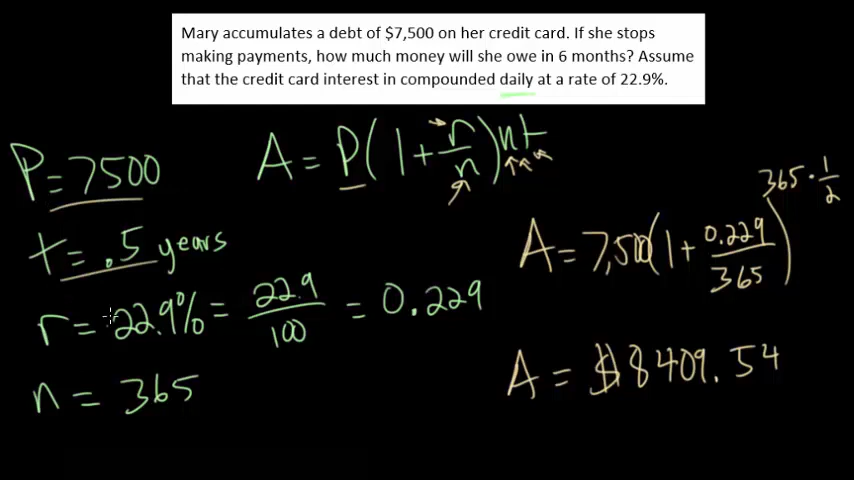 Mary accumulates a debt of $7,500 on her credit card. If she stops
making payments, how much money will she owe in 6 months? Assume
that the credit card interest in compounded daily at a rate of 22.9%.
P = 7500
A = P(1 + r/n)^nt
t = .5 years
A = 7,500(1 + 0.229/365)^365·1/2
r = 22.9% = 22.9/100 = 0.229
n = 365
A = $8409.54